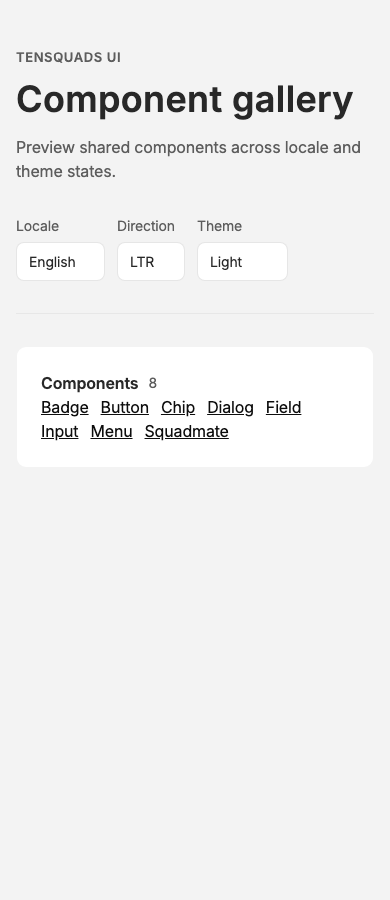 TENSQUADS UI
Component gallery
Preview shared components across locale and
theme states.
Locale Direction Theme
English LTR Light
Components 8
Badge Button Chip Dialog Field
Input Menu Squadmate